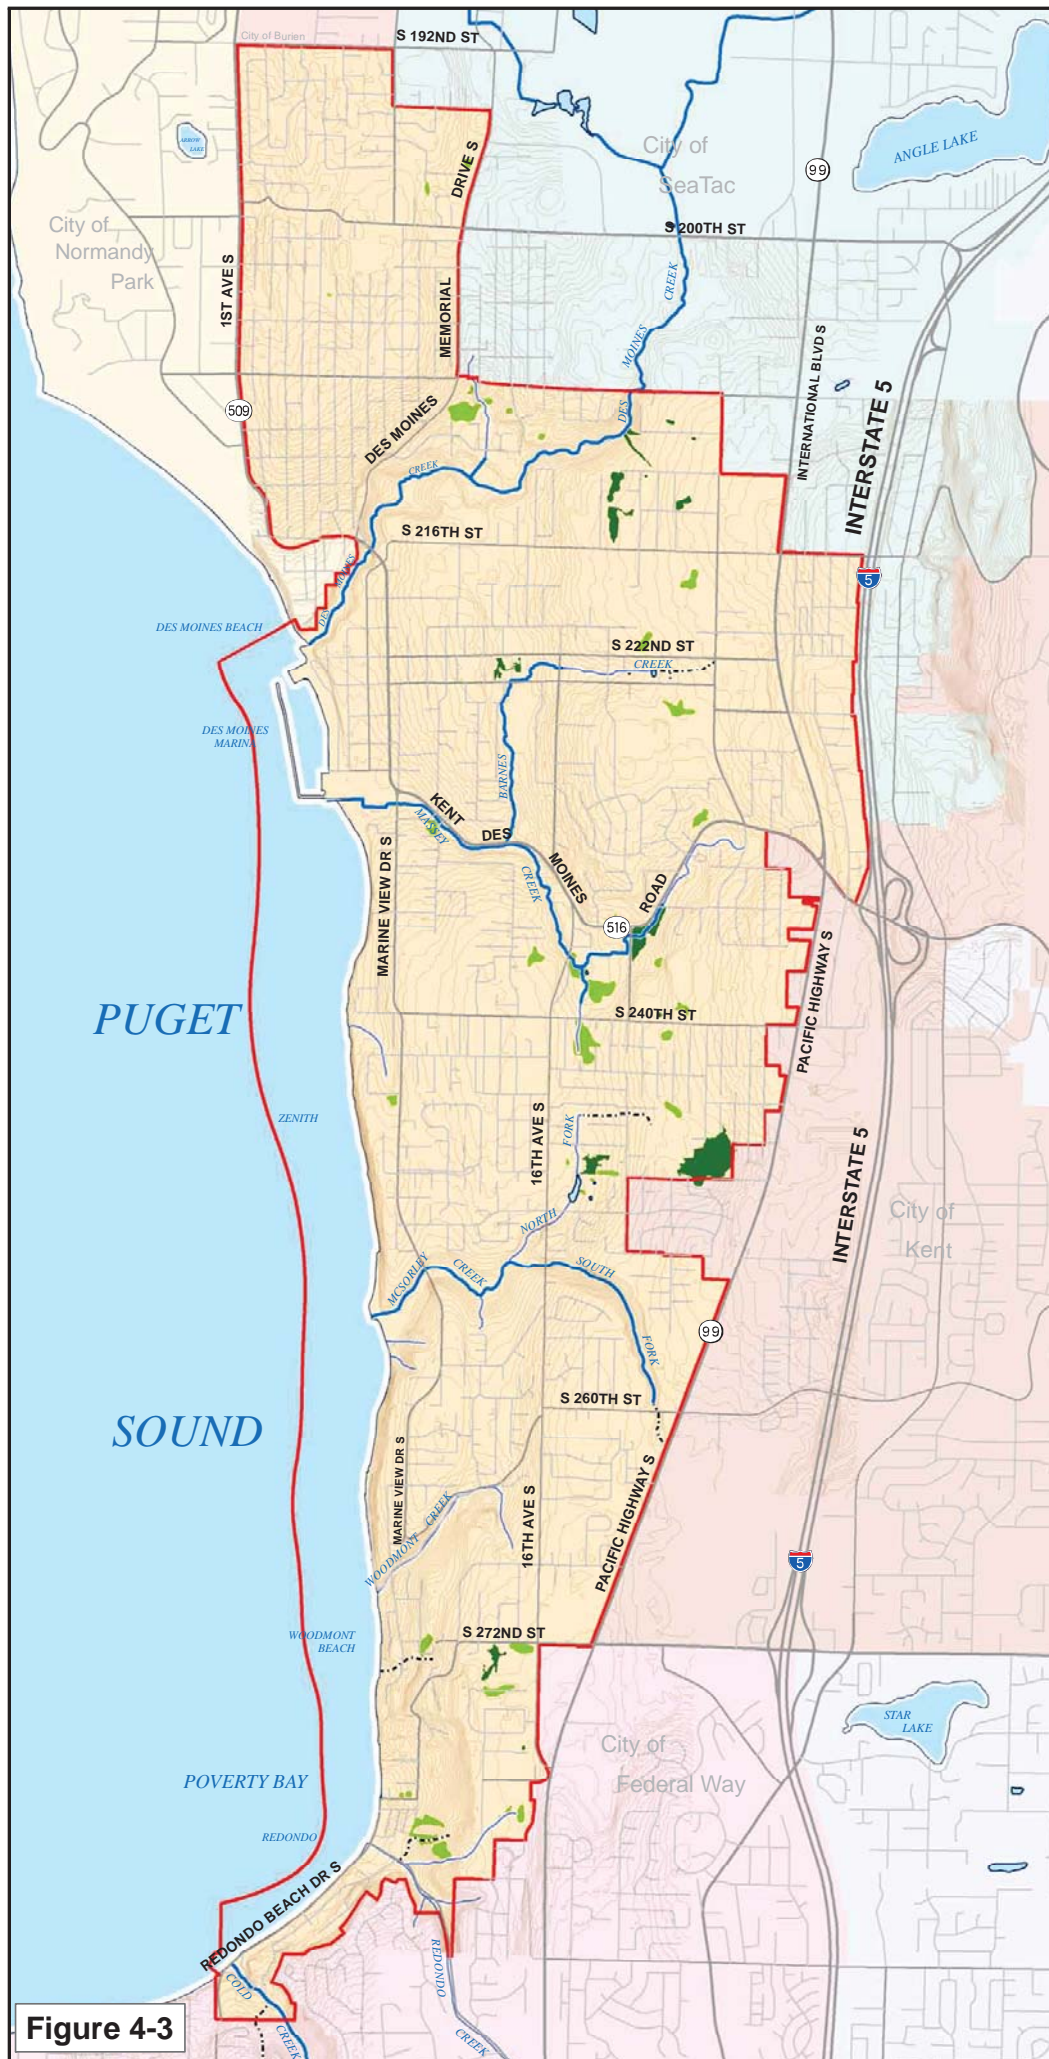 City of Burien
S 192ND ST
ARROW
LAKE
City of
SeaTac
99
ANGLE LAKE
DRIVE S
City of
Normandy
Park
S 200TH ST
1ST AVE S
MEMORIAL
CREEK
MOINES
DES
INTERNATIONAL BLVD S
INTERSTATE 5
509
DES MOINES
CREEK
S 216TH ST
MOINES
DES
5
DES MOINES BEACH
S 222ND ST
CREEK
DES MOINES
MARINA
BARNES
KENT
MASSEY
DES
MOINES
CREEK
ROAD
516
MARINE VIEW DR S
PACIFIC HIGHWAY S
PUGET
S 240TH ST
ZENITH
16TH AVE S
FORK
NORTH
INTERSTATE 5
City of
Kent
MCSORLEY
CREEK
SOUTH
FORK
99
S 260TH ST
SOUND
MARINE VIEW DR S
PACIFIC HIGHWAY S
16TH AVE S
WOODMONT
CREEK
5
WOODMONT
BEACH
S 272ND ST
STAR
LAKE
City of
Federal Way
POVERTY BAY
REDONDO
REDONDO BEACH DR S
COLD
CREEK
REDONDO
CREEK
Figure 4-3